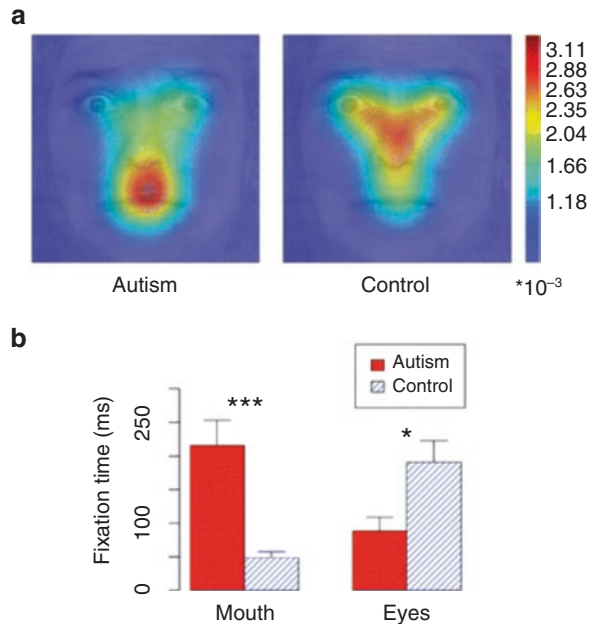 a
3.11
2.88
2.63
2.35
2.04
1.66
1.18
Autism
Control
*10⁻³
b
Autism
Control
Fixation time (ms)
250
100
0
***
*
Mouth
Eyes